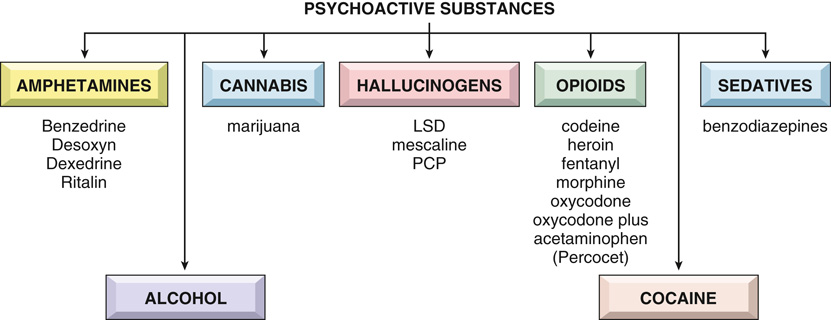 PSYCHOACTIVE SUBSTANCES
AMPHETAMINES
Benzedrine
Desoxyn
Dexedrine
Ritalin
CANNABIS
marijuana
HALLUCINOGENS
LSD
mescaline
PCP
OPIOIDS
codeine
heroin
fentanyl
morphine
oxycodone
oxycodone plus
acetaminophen
(Percocet)
SEDATIVES
benzodiazepines
ALCOHOL
COCAINE